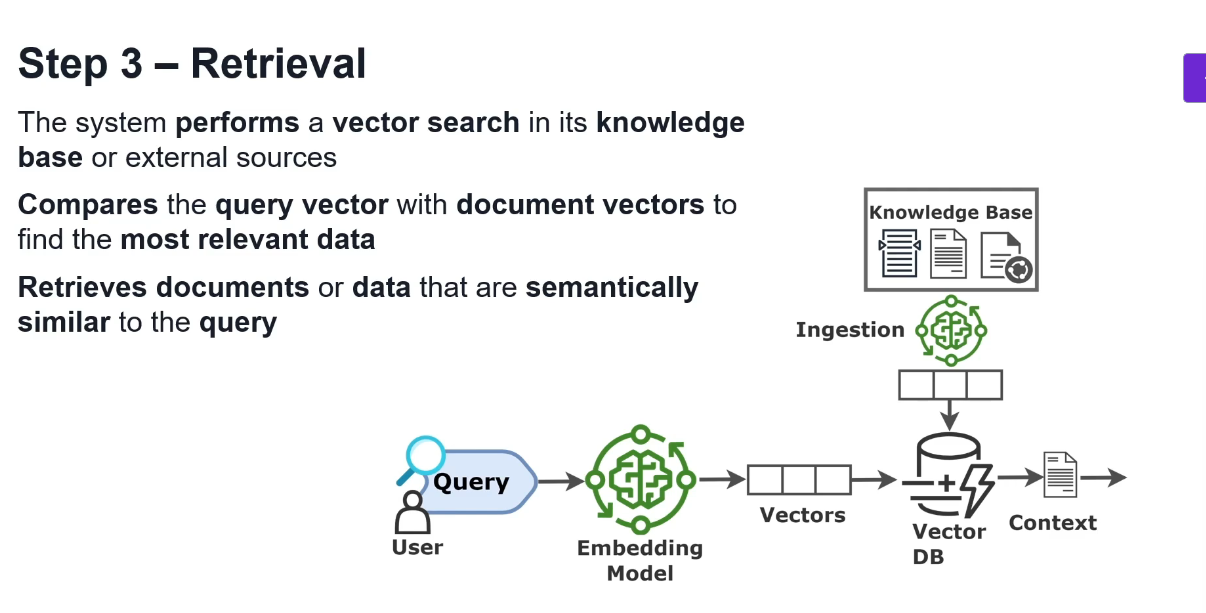 Step 3 – Retrieval
The system performs a vector search in its knowledge
base or external sources
Compares the query vector with document vectors to
find the most relevant data
Retrieves documents or data that are semantically
similar to the query
Knowledge Base
Ingestion
Query
User
Embedding
Model
Vectors
Vector
DB
Context